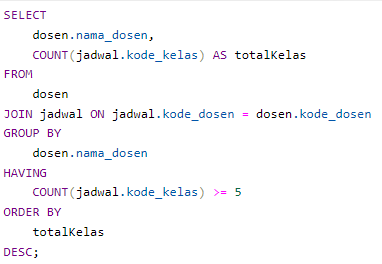 SELECT
dosen.nama_dosen,
COUNT(jadwal.kode_kelas) AS totalKelas
FROM
dosen
JOIN jadwal ON jadwal.kode_dosen = dosen.kode_dosen
GROUP BY
dosen.nama_dosen
HAVING
COUNT(jadwal.kode_kelas) >= 5
ORDER BY
totalKelas
DESC;